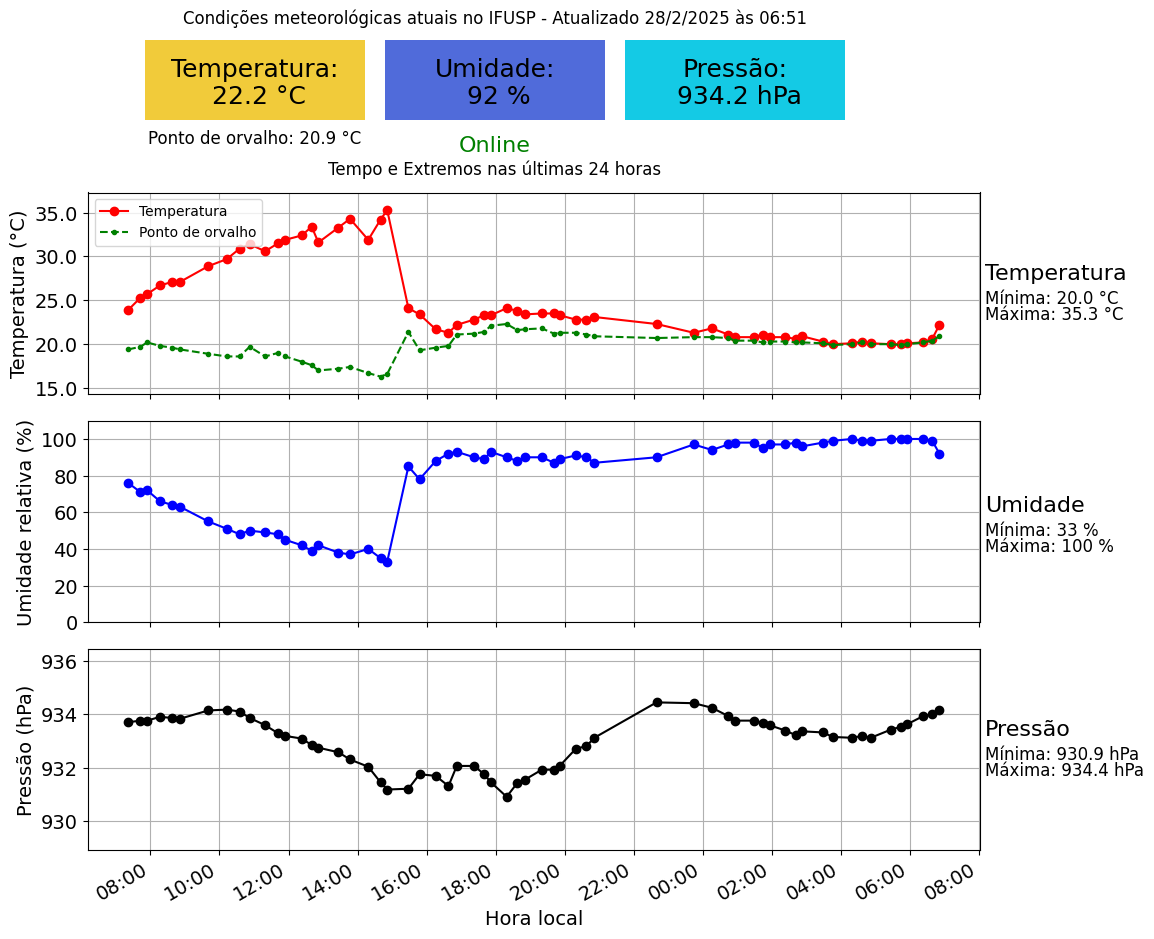 Condições meteorológicas atuais no IFUSP - Atualizado 28/2/2025 às 06:51
Temperatura:
22.2 °C
Umidade:
92 %
Pressão:
934.2 hPa
Ponto de orvalho: 20.9 °C
Online
Tempo e Extremos nas últimas 24 horas
Temperatura (°C)
35.0
30.0
25.0
20.0
15.0
Temperatura
Ponto de orvalho
Temperatura
Mínima: 20.0 °C
Máxima: 35.3 °C
Umidade relativa (%)
100
80
60
40
20
0
Umidade
Mínima: 33 %
Máxima: 100 %
Pressão (hPa)
936
934
932
930
Pressão
Mínima: 930.9 hPa
Máxima: 934.4 hPa
08:00 10:00 12:00 14:00 16:00 18:00 20:00 22:00 00:00 02:00 04:00 06:00 08:00
Hora local